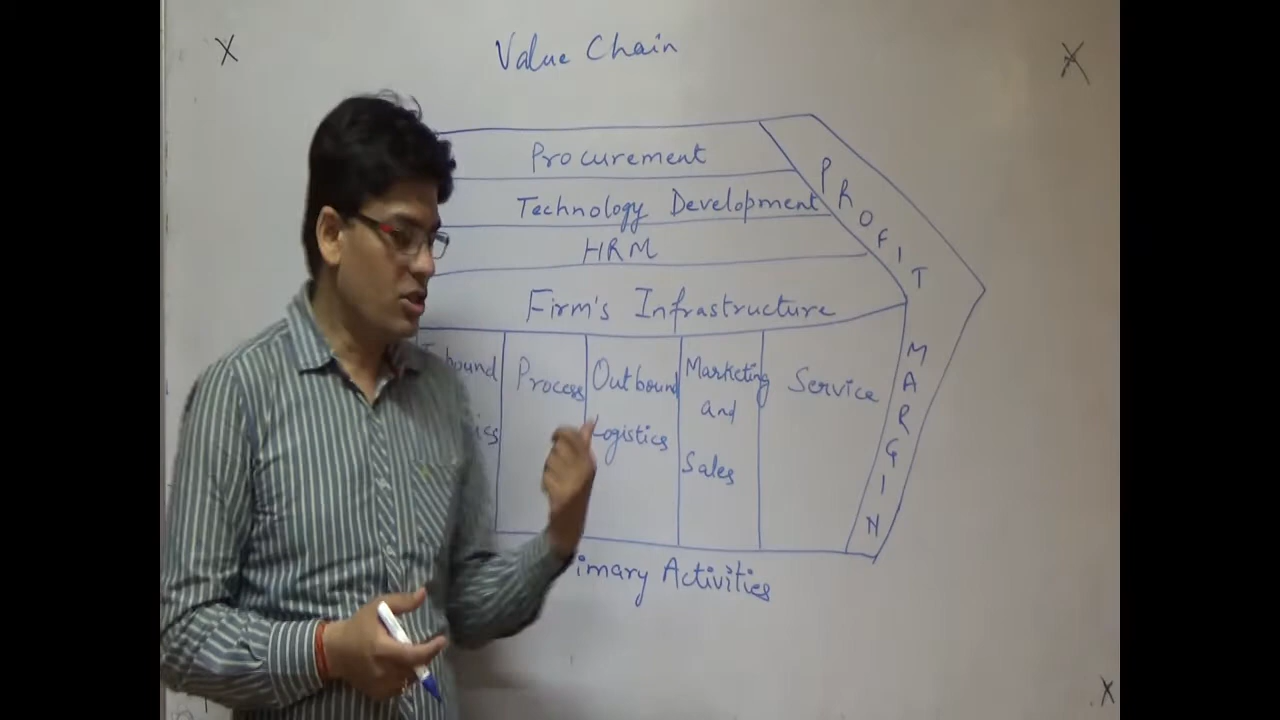 Value Chain
Procurement
Technology Development
HRM
Firm's Infrastructure
PROFIT MARGIN
Process
Outbound
Logistics
Marketing
and
Sales
Service
Activities